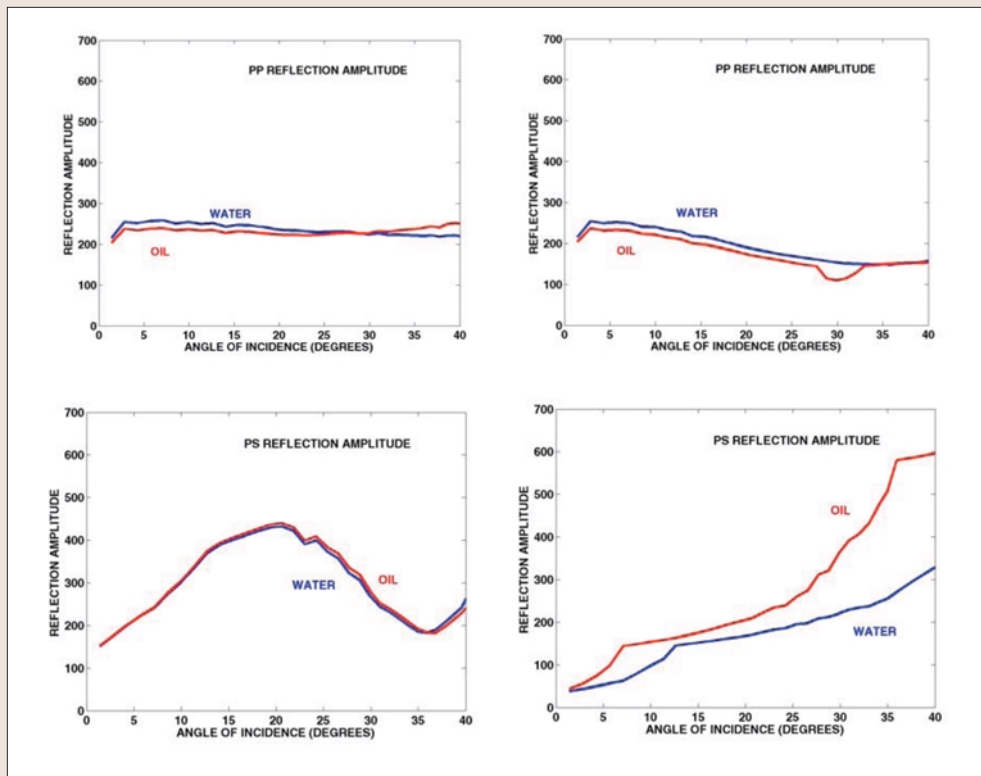 PP REFLECTION AMPLITUDE
REFLECTION AMPLITUDE
700
600
500
400
300
200
100
0
WATER
OIL
0 5 10 15 20 25 30 35 40
ANGLE OF INCIDENCE (DEGREES)
PP REFLECTION AMPLITUDE
REFLECTION AMPLITUDE
700
600
500
400
300
200
100
0
WATER
OIL
0 5 10 15 20 25 30 35 40
ANGLE OF INCIDENCE (DEGREES)
PS REFLECTION AMPLITUDE
REFLECTION AMPLITUDE
700
600
500
400
300
200
100
0
WATER
OIL
0 5 10 15 20 25 30 35 40
ANGLE OF INCIDENCE (DEGREES)
PS REFLECTION AMPLITUDE
REFLECTION AMPLITUDE
700
600
500
400
300
200
100
0
OIL
WATER
0 5 10 15 20 25 30 35 40
ANGLE OF INCIDENCE (DEGREES)